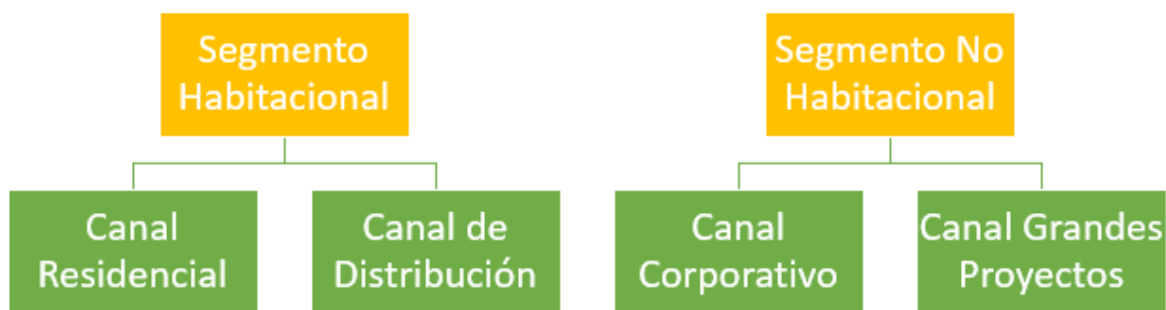 Segmento
Habitacional
Segmento No
Habitacional
Canal
Residencial
Canal de
Distribución
Canal
Corporativo
Canal Grandes
Proyectos